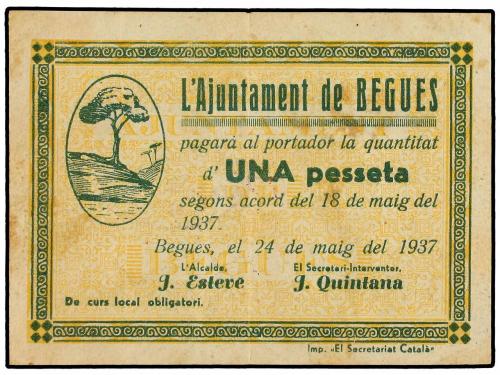 L'Ajuntament de BEGUES
pagarà al portador la quantitat
d' UNA pesseta
segons acord del 18 de maig del
1937.
Begues, el 24 de maig del 1937
L'Alcalde, El Secretari-Interventor,
J. Esteve J. Quintana
De curs local obligatori.
Imp. «El Secretariat Català»